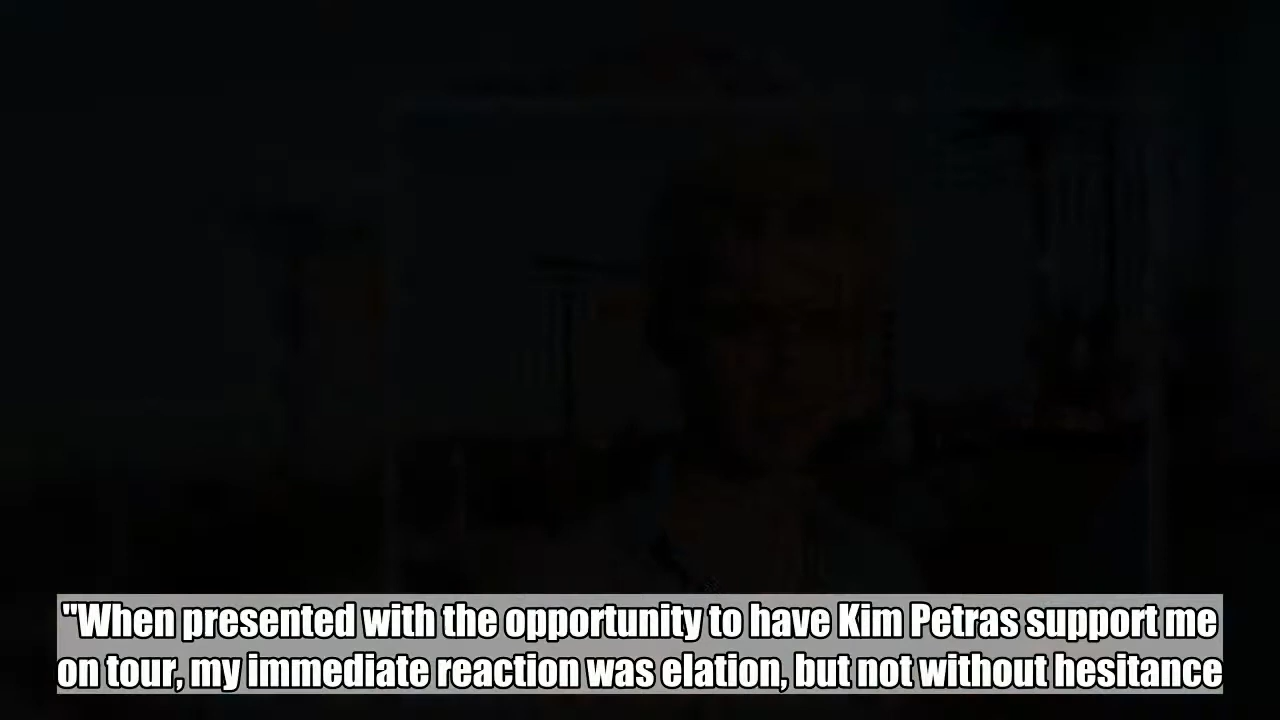 "When presented with the opportunity to have Kim Petras support me
on tour, my immediate reaction was elation, but not without hesitance